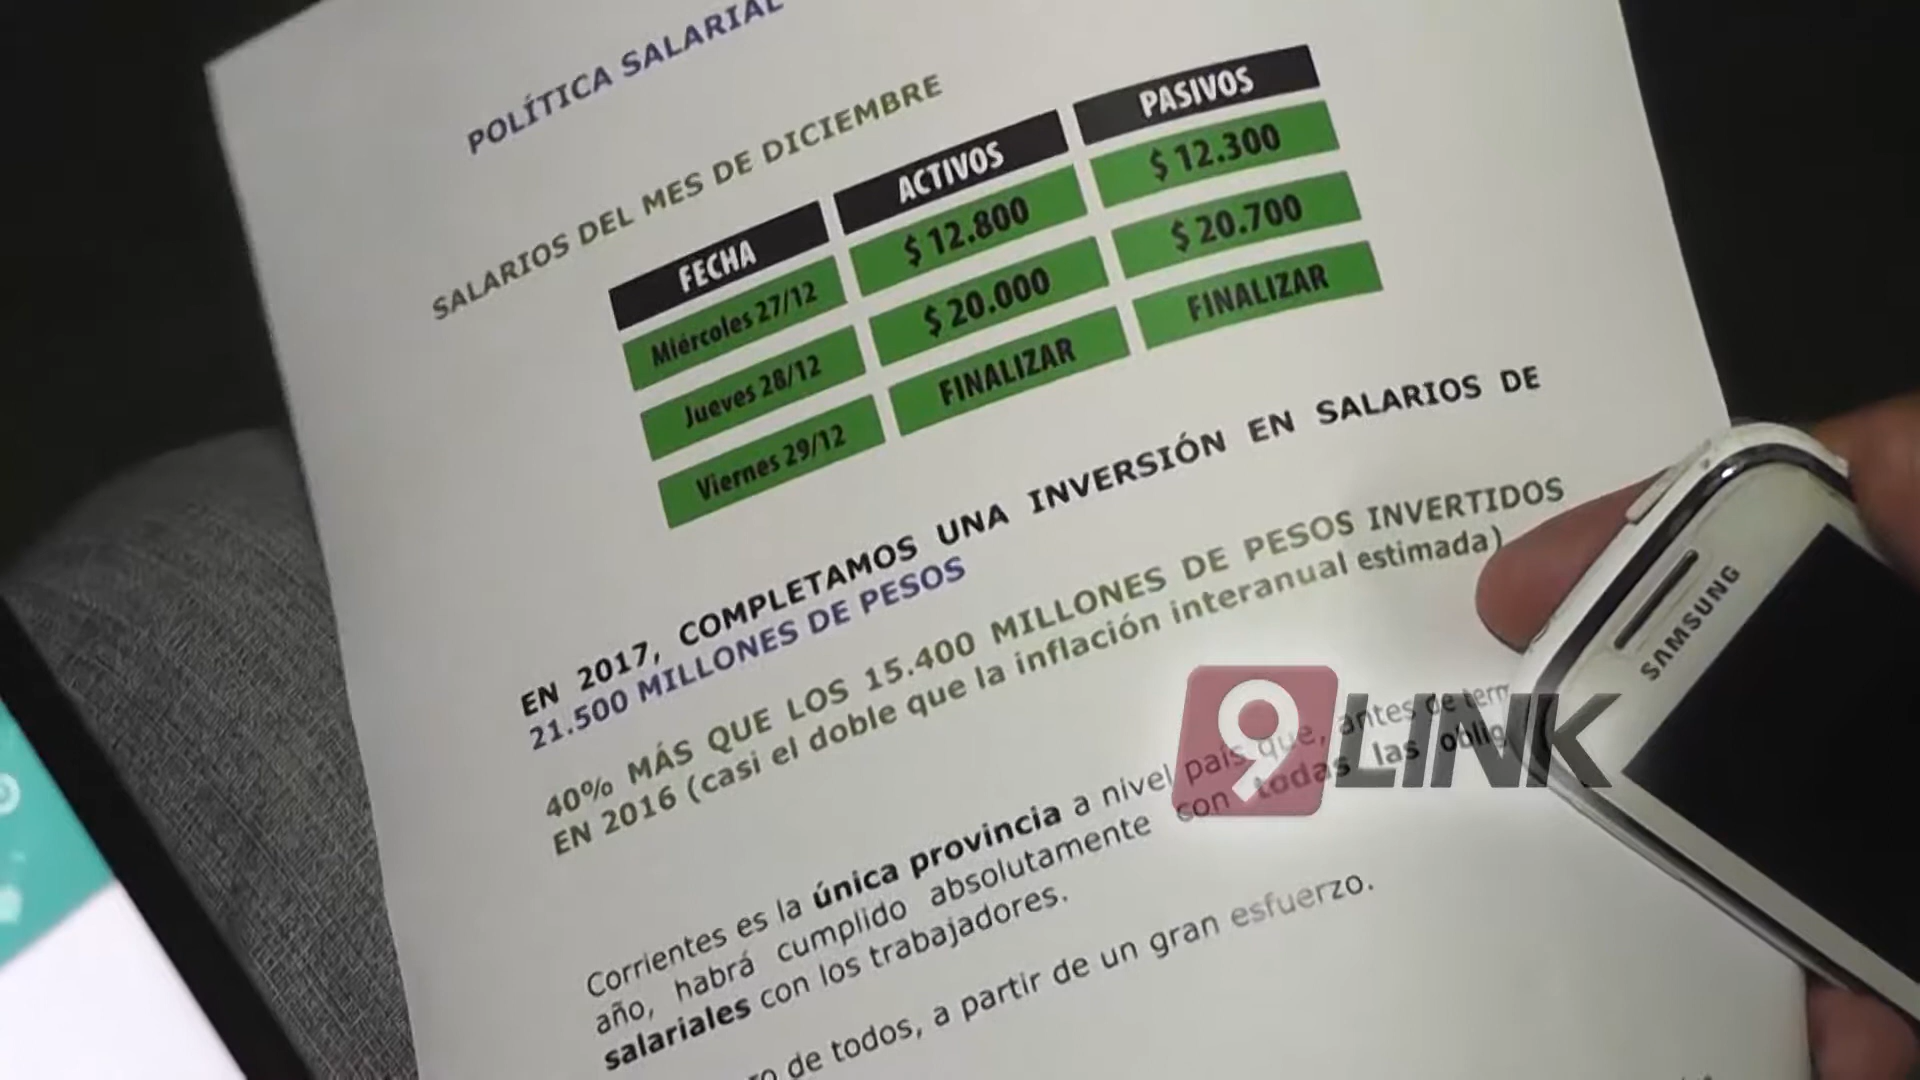 POLÍTICA SALARIAL
SALARIOS DEL MES DE DICIEMBRE
FECHA ACTIVOS PASIVOS
Miércoles 27/12 $ 12.800 $ 12.300
Jueves 28/12 $ 20.000 $ 20.700
Viernes 29/12 FINALIZAR FINALIZAR
EN 2017, COMPLETAMOS UNA INVERSIÓN EN SALARIOS DE
21.500 MILLONES DE PESOS
40% MÁS QUE LOS 15.400 MILLONES DE PESOS INVERTIDOS
EN 2016 (casi el doble que la inflación interanual estimada)
Corrientes es la única provincia a nivel país que, antes de
año, habrá cumplido absolutamente con todas las
salariales con los trabajadores.
de todos, a partir de un gran esfuerzo.
SAMSUNG
9 LINK